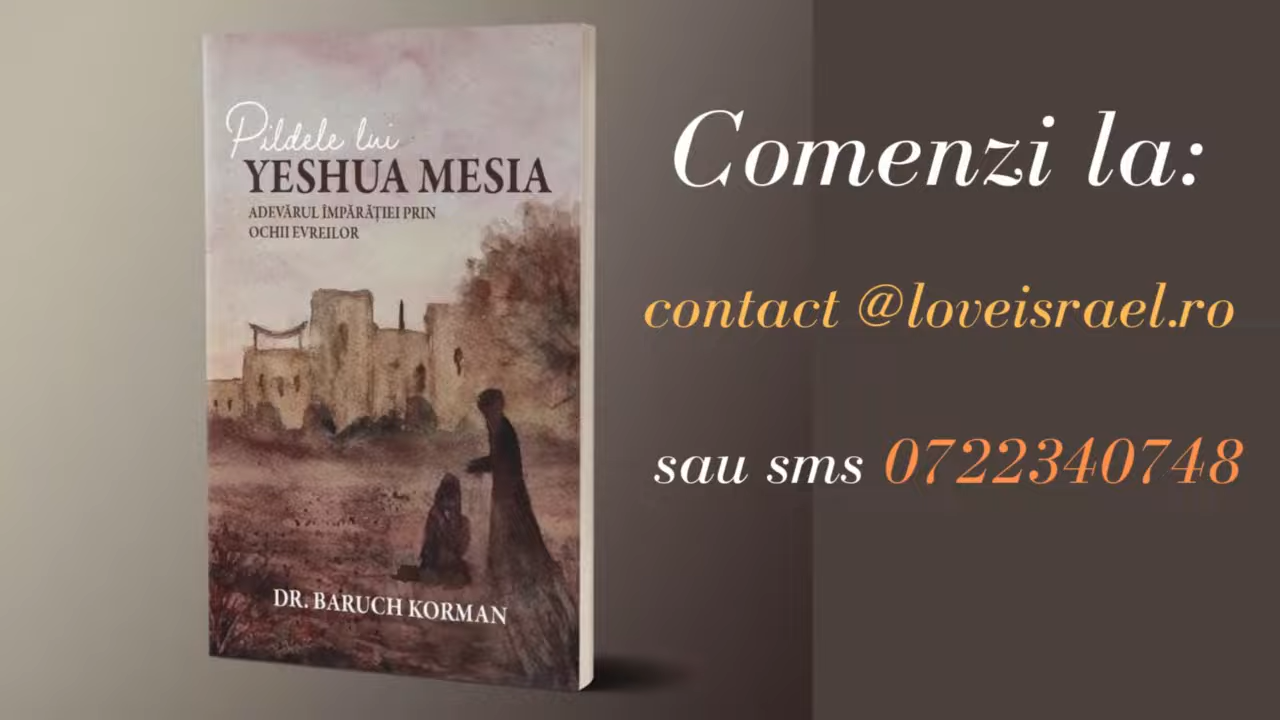 Pildele lui
YESHUA MESIA
ADEVĂRUL ÎMPĂRĂȚIEI PRIN
OCHII EVREILOR
DR. BARUCH KORMAN
Comenzi la:
contact @loveisrael.ro
sau sms 0722340748